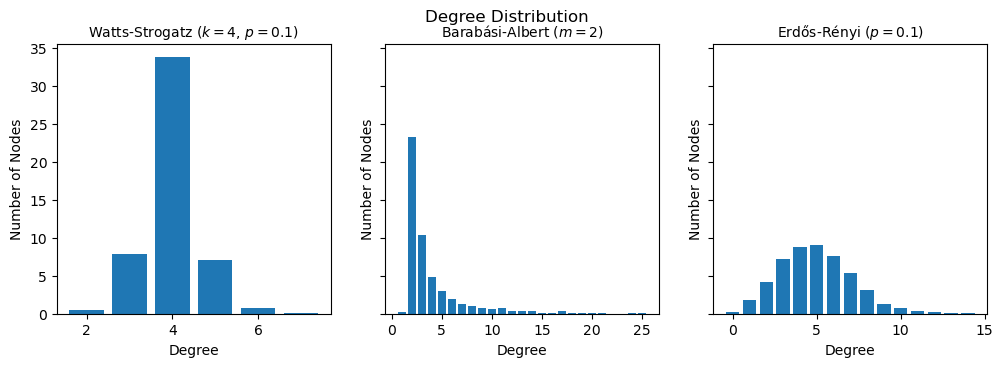 Degree Distribution
Watts-Strogatz (k = 4, p = 0.1)
Barabási-Albert (m = 2)
Erdős-Rényi (p = 0.1)
35
30
25
20
15
10
5
0
Number of Nodes
2
4
6
Degree
Number of Nodes
0
5
10
15
20
25
Degree
Number of Nodes
0
5
10
15
Degree